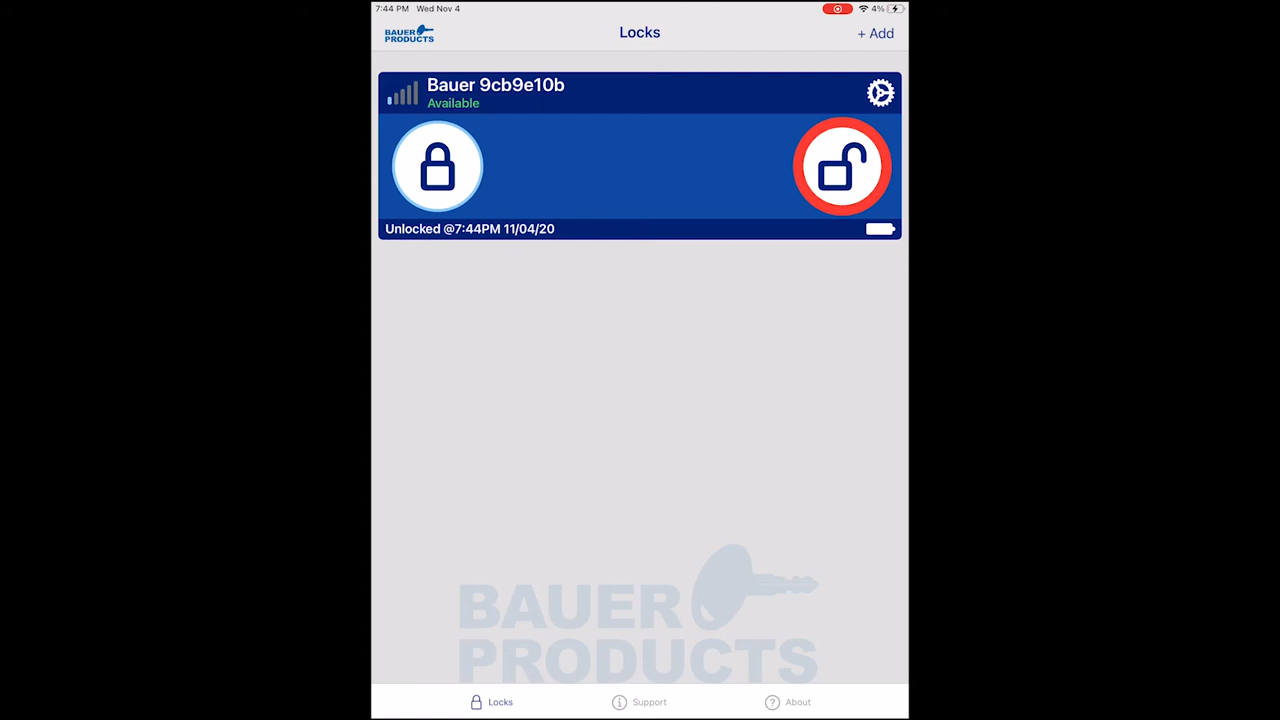 7:44 PM Wed Nov 4
4%
BAUER
PRODUCTS
Locks
+ Add
Bauer 9cb9e10b
Available
Unlocked @7:44PM 11/04/20
BAUER
PRODUCTS
Locks
Support
About